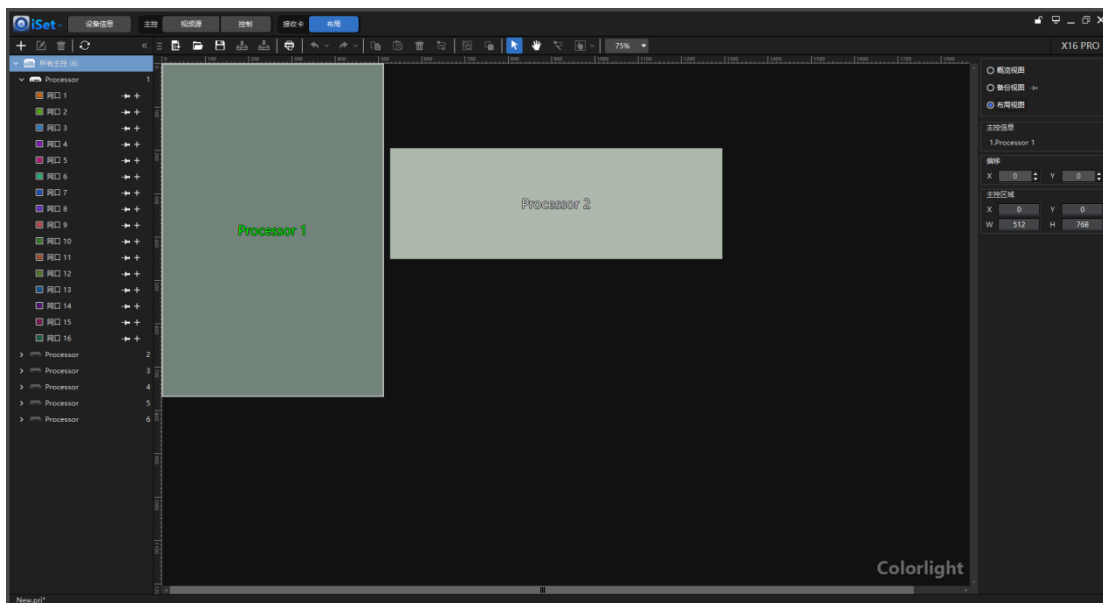 iSet- 设备信息 主控 视频源 控制 接收卡 布局
75% X16 PRO
所有主控 (6)
Processor 1
网口 1
网口 2
网口 3
网口 4
网口 5
网口 6
网口 7
网口 8
网口 9
网口 10
网口 11
网口 12
网口 13
网口 14
网口 15
网口 16
Processor 2
Processor 3
Processor 4
Processor 5
Processor 6
Processor 1
Processor 2
Colorlight
概览视图
备份视图
布局视图
主控信息
1.Processor 1
偏移
X 0 Y 0
主控区域
X 0 Y 0
W 512 H 768
New.prj*